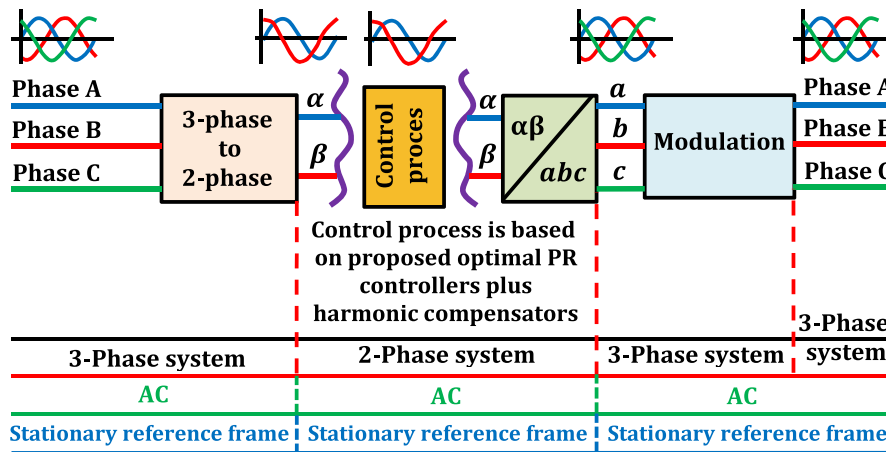 Phase A
Phase B
Phase C
3-phase
to
2-phase
α
β
Control
proces
α
β
αβ
abc
a
b
c
Modulation
Phase A
Phase B
Phase C
Control process is based
on proposed optimal PR
controllers plus
harmonic compensators
3-Phase system
2-Phase system
3-Phase system
3-Phase
system
AC
AC
AC
Stationary reference frame
Stationary reference frame
Stationary reference frame